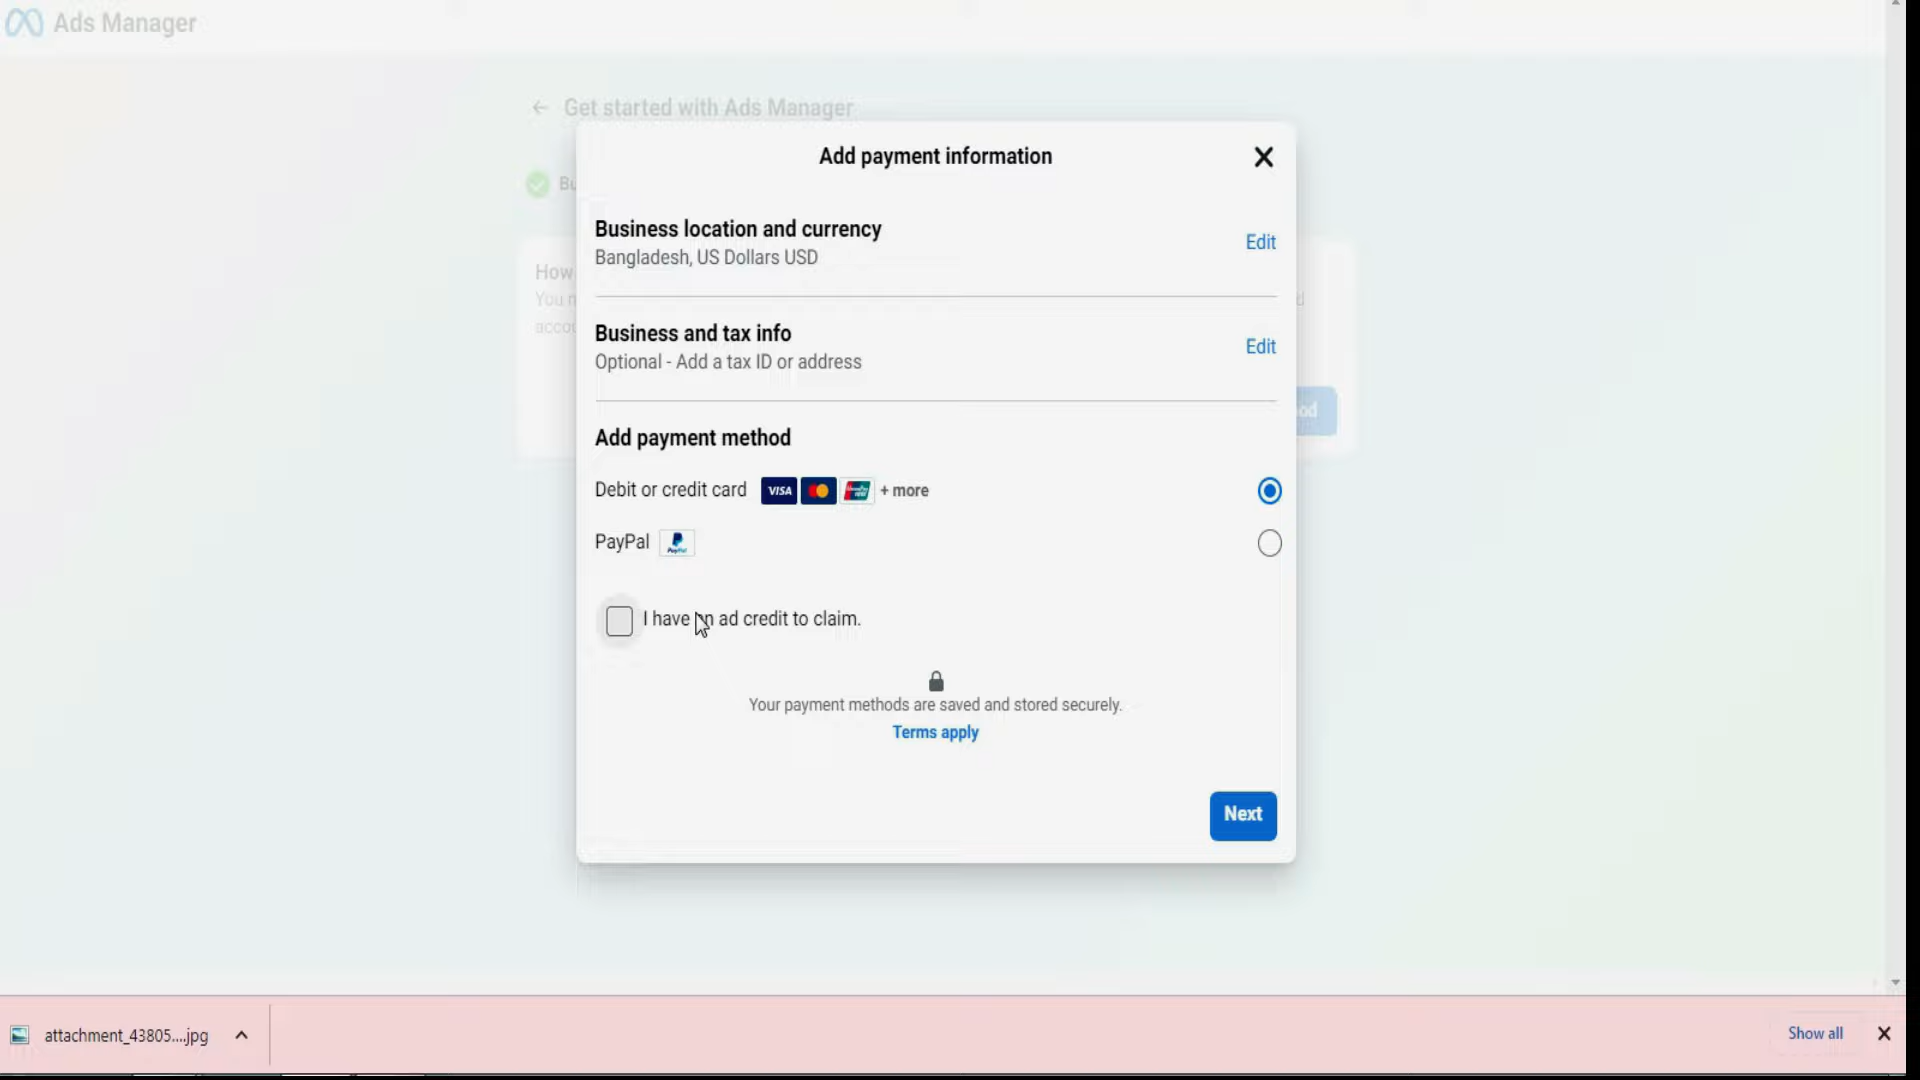 Ads Manager
Get started with Ads Manager
Add payment information
Business location and currency
Bangladesh, US Dollars USD
Edit
Business and tax info
Optional - Add a tax ID or address
Edit
How
Add payment method
Debit or credit card VISA + more
PayPal PayPal
I have an ad credit to claim.
Your payment methods are saved and stored securely.
Terms apply
Next
attachment_43805....jpg
Show all